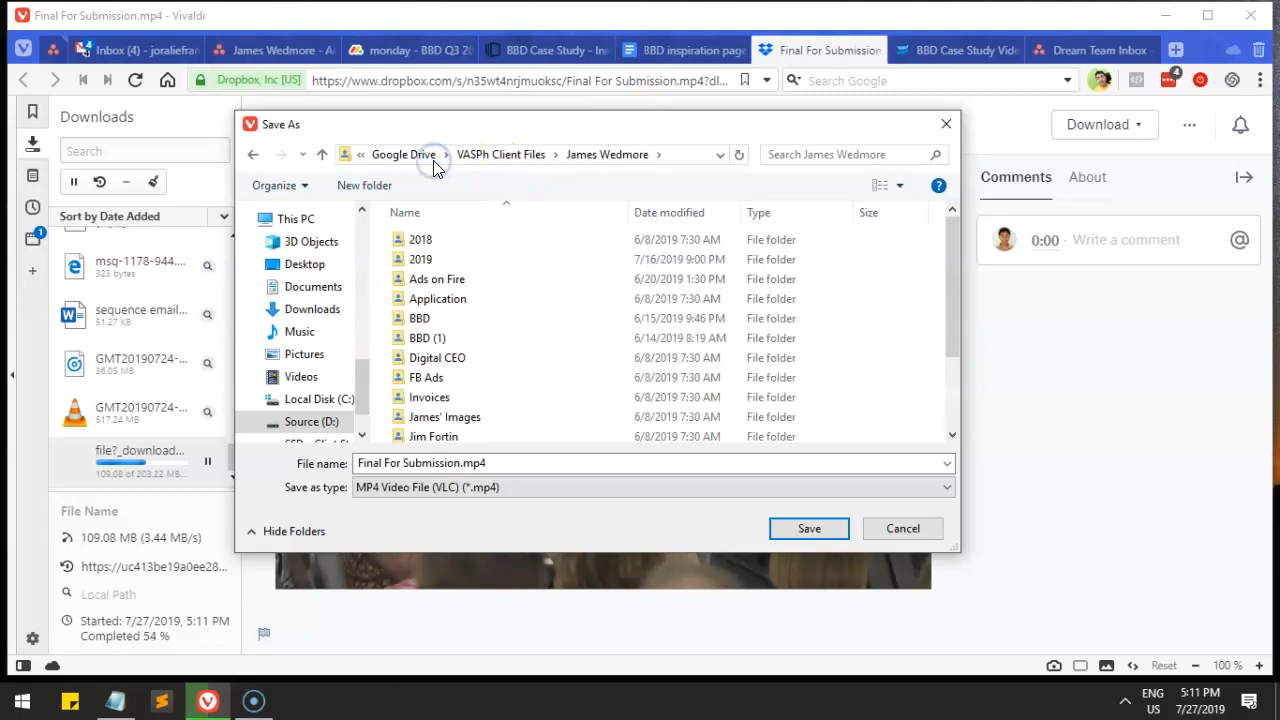 Final For Submission.mp4 - Vivaldi
4
Inbox (4) - joraliefran
James Wedmore - A
monday - BBD Q3 20
BBD Case Study - Ins
BBD inspiration page
Final For Submission
BBD Case Study Vide
Dream Team Inbox -
Dropbox, Inc [US]
https://www.dropbox.com/s/n35wt4nrjmuoksc/Final For Submission.mp4?dl...
Search Google
4
Downloads
Search
Sort by Date Added
msq-1178-944....
323 bytes
sequence email...
51.27 KB
GMT20190724-...
36.05 MB
GMT20190724-...
517.24 MB
file?_download...
109.08 of 203.22 MB...
File Name
109.08 MB (3.44 MB/s)
https://uc413be19a0ee28...
Local Path
Started: 7/27/2019, 5:11 PM
Completed 54 %
1
Save As
« Google Drive › VASPh Client Files › James Wedmore ›
Search James Wedmore
Organize
New folder
This PC
3D Objects
Desktop
Documents
Downloads
Music
Pictures
Videos
Local Disk (C:)
Source (D:)
Name Date modified Type Size
2018 6/8/2019 7:30 AM File folder
2019 7/16/2019 9:00 PM File folder
Ads on Fire 6/20/2019 1:30 PM File folder
Application 6/8/2019 7:30 AM File folder
BBD 6/15/2019 9:46 PM File folder
BBD (1) 6/14/2019 8:19 AM File folder
Digital CEO 6/8/2019 7:30 AM File folder
FB Ads 6/8/2019 7:30 AM File folder
Invoices 6/8/2019 7:30 AM File folder
James' Images 6/8/2019 7:30 AM File folder
Jim Fortin 6/8/2019 7:30 AM File folder
File name: Final For Submission.mp4
Save as type: MP4 Video File (VLC) (*.mp4)
Hide Folders
Save
Cancel
Download
Comments
About
0:00 Write a comment
@
Reset
100 %
ENG
US
5:11 PM
7/27/2019